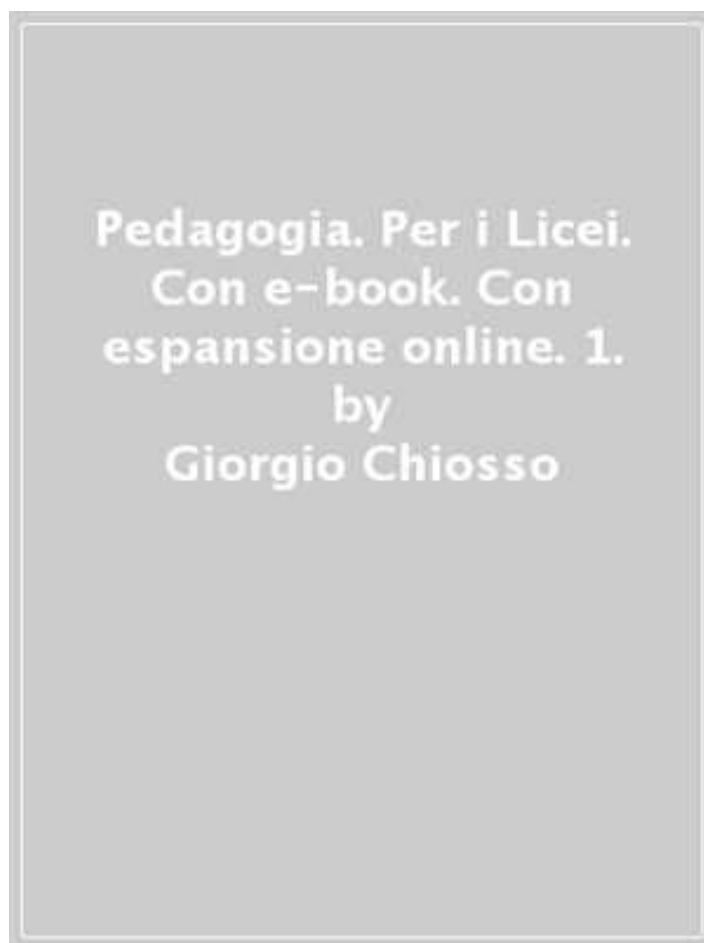 Pedagogia. Per i Licei.
Con e-book. Con
espansione online. 1.
by
Giorgio Chiosso